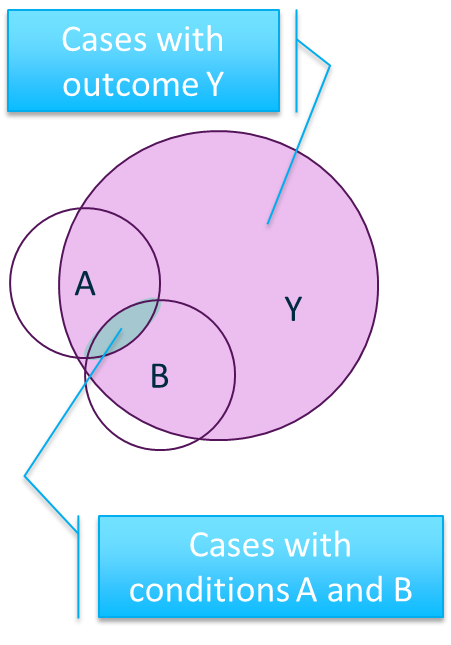 Cases with
outcome Y
A
Y
B
Cases with
conditions A and B